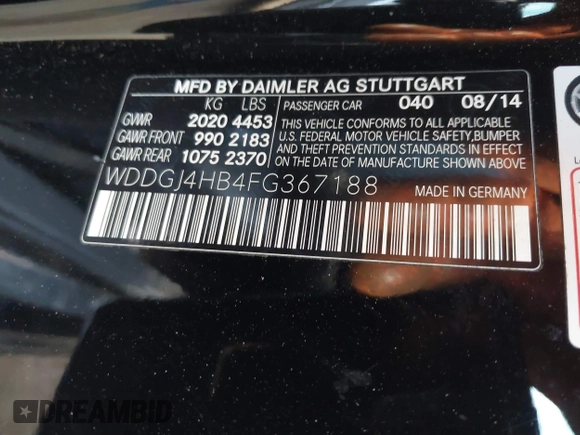 MFD BY DAIMLER AG STUTTGART
KG LBS
GVWR 2020 4453
GAWR FRONT 990 2183
GAWR REAR 1075 2370
PASSENGER CAR 040 08/14
THIS VEHICLE CONFORMS TO ALL APPLICABLE
U.S. FEDERAL MOTOR VEHICLE SAFETY, BUMPER
AND THEFT PREVENTION STANDARDS IN EFFECT
ON THE DATE OF MANUFACTURE SHOWN ABOVE.
WDDGJ4HB4FG367188
MADE IN GERMANY
DREAMBID